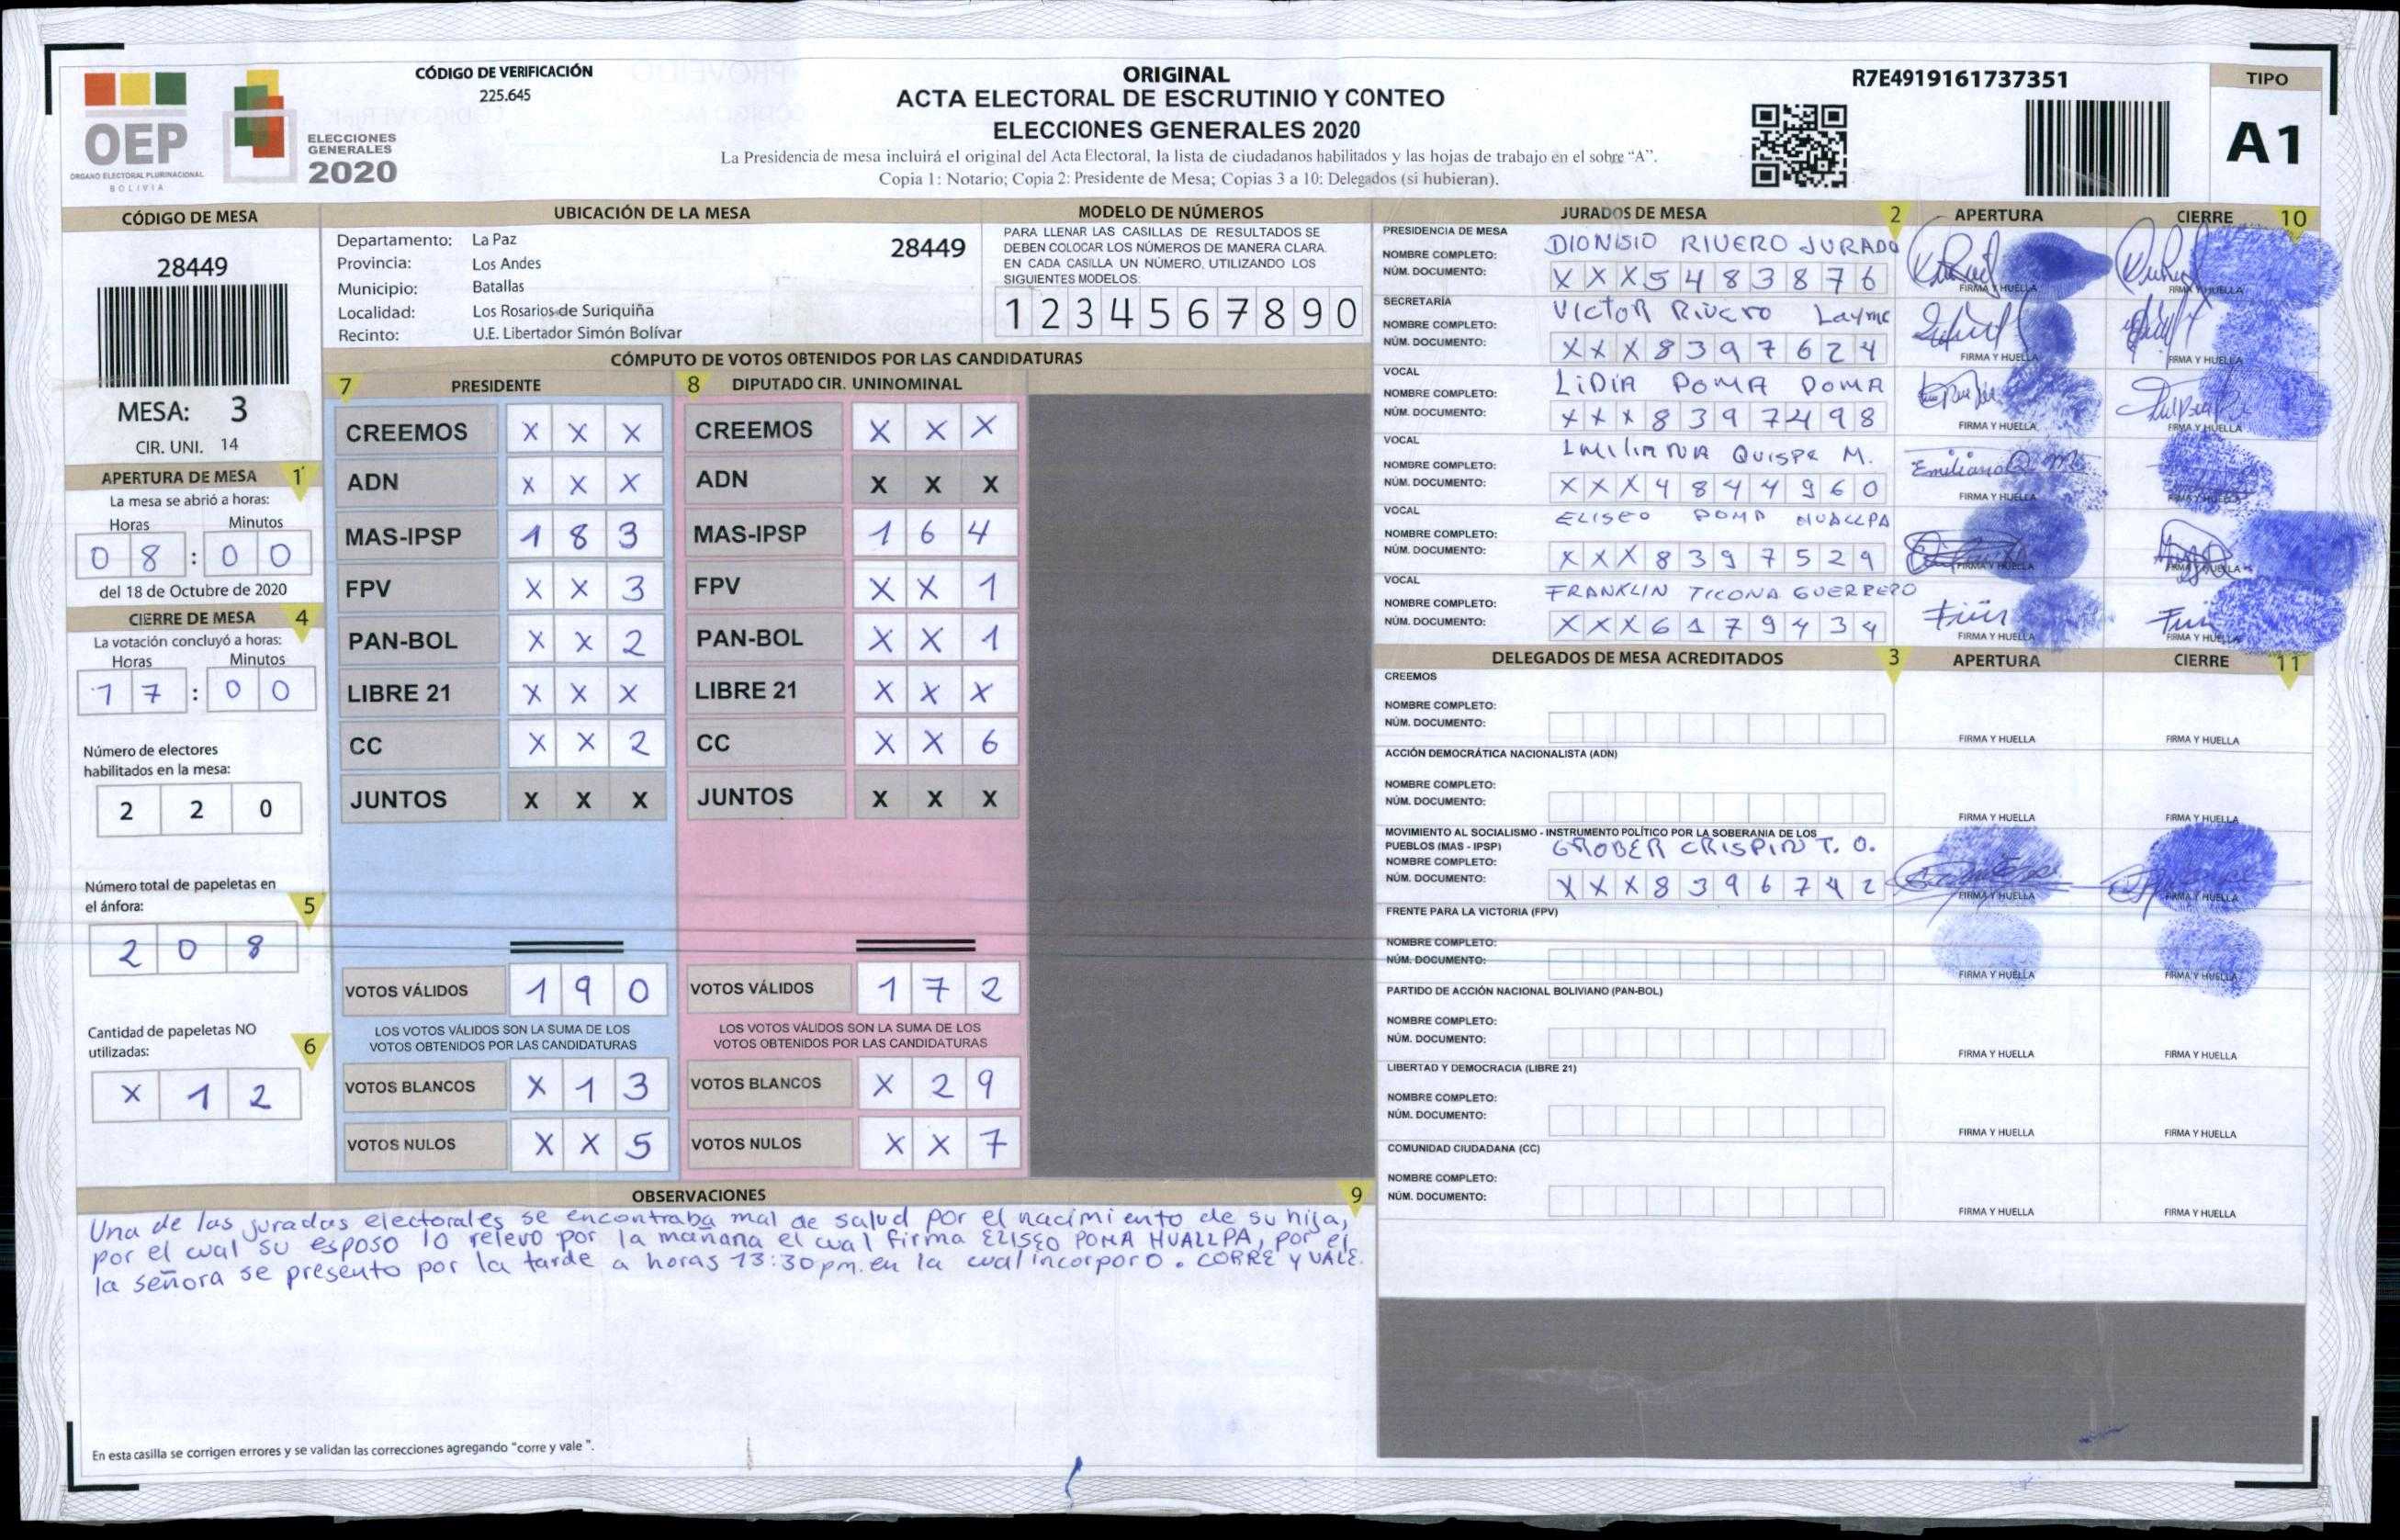 CÓDIGO DE VERIFICACIÓN
225.645
OEP
ÓRGANO ELECTORAL PLURINACIONAL
BOLIVIA
ELECCIONES
GENERALES
2020
ORIGINAL
ACTA ELECTORAL DE ESCRUTINIO Y CONTEO
ELECCIONES GENERALES 2020
La Presidencia de mesa incluirá el original del Acta Electoral, la lista de ciudadanos habilitados y las hojas de trabajo en el sobre "A".
Copia 1: Notario; Copia 2: Presidente de Mesa; Copias 3 a 10: Delegados (si hubieran).
R7E4919161737351
TIPO
A1
CÓDIGO DE MESA
28449
MESA: 3
CIR. UNI. 14
APERTURA DE MESA 1
La mesa se abrió a horas:
Horas Minutos
0 8 : 0 0
del 18 de Octubre de 2020
CIERRE DE MESA 4
La votación concluyó a horas:
Horas Minutos
1 7 : 0 0
Número de electores
habilitados en la mesa:
2 2 0
Número total de papeletas en
el ánfora: 5
2 0 8
Cantidad de papeletas NO
utilizadas: 6
X 1 2
UBICACIÓN DE LA MESA
Departamento: La Paz 28449
Provincia: Los Andes
Municipio: Batallas
Localidad: Los Rosarios de Suriquiña
Recinto: U.E. Libertador Simón Bolívar
MODELO DE NÚMEROS
PARA LLENAR LAS CASILLAS DE RESULTADOS SE
DEBEN COLOCAR LOS NÚMEROS DE MANERA CLARA.
EN CADA CASILLA UN NÚMERO, UTILIZANDO LOS
SIGUIENTES MODELOS:
1 2 3 4 5 6 7 8 9 0
CÓMPUTO DE VOTOS OBTENIDOS POR LAS CANDIDATURAS
7 PRESIDENTE
CREEMOS X X X
ADN X X X
MAS-IPSP 1 8 3
FPV X X 3
PAN-BOL X X 2
LIBRE 21 X X X
CC X X 2
JUNTOS X X X
VOTOS VÁLIDOS 1 9 0
LOS VOTOS VÁLIDOS SON LA SUMA DE LOS
VOTOS OBTENIDOS POR LAS CANDIDATURAS
VOTOS BLANCOS X 1 3
VOTOS NULOS X X 5
8 DIPUTADO CIR. UNINOMINAL
CREEMOS X X X
ADN X X X
MAS-IPSP 1 6 4
FPV X X 1
PAN-BOL X X 1
LIBRE 21 X X X
CC X X 6
JUNTOS X X X
VOTOS VÁLIDOS 1 7 2
LOS VOTOS VÁLIDOS SON LA SUMA DE LOS
VOTOS OBTENIDOS POR LAS CANDIDATURAS
VOTOS BLANCOS X 2 9
VOTOS NULOS X X 7
OBSERVACIONES 9
Una de las juradas electorales se encontraba mal de salud por el nacimiento de su hija,
por el cual su esposo lo relevo por la mañana el cual firma ELISEO POMA HUALLPA, por el
la señora se presento por la tarde a horas 13:30 pm. en la cual incorporo. CORRE Y VALE.
En esta casilla se corrigen errores y se validan las correcciones agregando "corre y vale".
JURADOS DE MESA 2 APERTURA CIERRE 10
PRESIDENCIA DE MESA
NOMBRE COMPLETO: DIONISIO RIVERO JURADO
NÚM. DOCUMENTO: X X X 5 4 8 3 8 7 6
FIRMA Y HUELLA FIRMA Y HUELLA
SECRETARÍA
NOMBRE COMPLETO: VICTOR RIVERO Layme
NÚM. DOCUMENTO: X X X 8 3 9 7 6 2 4
FIRMA Y HUELLA FIRMA Y HUELLA
VOCAL
NOMBRE COMPLETO: LIDIA POMA POMA
NÚM. DOCUMENTO: X X X 8 3 9 7 4 9 8
FIRMA Y HUELLA FIRMA Y HUELLA
VOCAL
NOMBRE COMPLETO: QUISPE M.
NÚM. DOCUMENTO: X X X 4 8 4 4 9 6 0
FIRMA Y HUELLA FIRMA Y HUELLA
VOCAL
NOMBRE COMPLETO: ELISEO POMA HUALLPA
NÚM. DOCUMENTO: X X X 8 3 9 7 5 2 9
FIRMA Y HUELLA FIRMA Y HUELLA
VOCAL
NOMBRE COMPLETO: FRANKLIN TICONA GUERRERO
NÚM. DOCUMENTO: X X X 6 1 7 9 4 3 4
FIRMA Y HUELLA FIRMA Y HUELLA
DELEGADOS DE MESA ACREDITADOS 3 APERTURA CIERRE 11
CREEMOS
NOMBRE COMPLETO:
NÚM. DOCUMENTO:
FIRMA Y HUELLA FIRMA Y HUELLA
ACCIÓN DEMOCRÁTICA NACIONALISTA (ADN)
NOMBRE COMPLETO:
NÚM. DOCUMENTO:
FIRMA Y HUELLA FIRMA Y HUELLA
MOVIMIENTO AL SOCIALISMO - INSTRUMENTO POLÍTICO POR LA SOBERANIA DE LOS
PUEBLOS (MAS - IPSP)
NOMBRE COMPLETO: GROBER CRISPIN T. O.
NÚM. DOCUMENTO: X X X 8 3 9 6 7 4 2
FIRMA Y HUELLA FIRMA Y HUELLA
FRENTE PARA LA VICTORIA (FPV)
NOMBRE COMPLETO:
NÚM. DOCUMENTO:
FIRMA Y HUELLA FIRMA Y HUELLA
PARTIDO DE ACCIÓN NACIONAL BOLIVIANO (PAN-BOL)
NOMBRE COMPLETO:
NÚM. DOCUMENTO:
FIRMA Y HUELLA FIRMA Y HUELLA
LIBERTAD Y DEMOCRACIA (LIBRE 21)
NOMBRE COMPLETO:
NÚM. DOCUMENTO:
FIRMA Y HUELLA FIRMA Y HUELLA
COMUNIDAD CIUDADANA (CC)
NOMBRE COMPLETO:
NÚM. DOCUMENTO:
FIRMA Y HUELLA FIRMA Y HUELLA